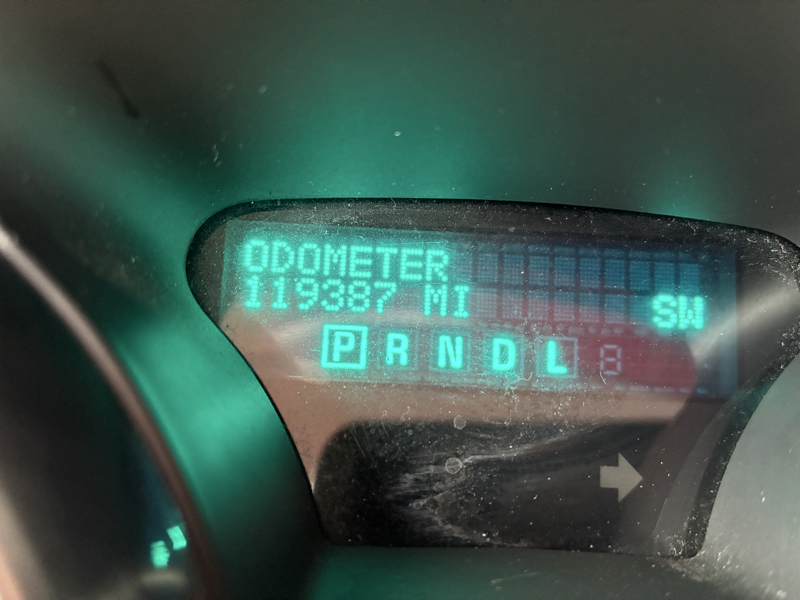 ODOMETER
119387 MI
SW
P R N D L